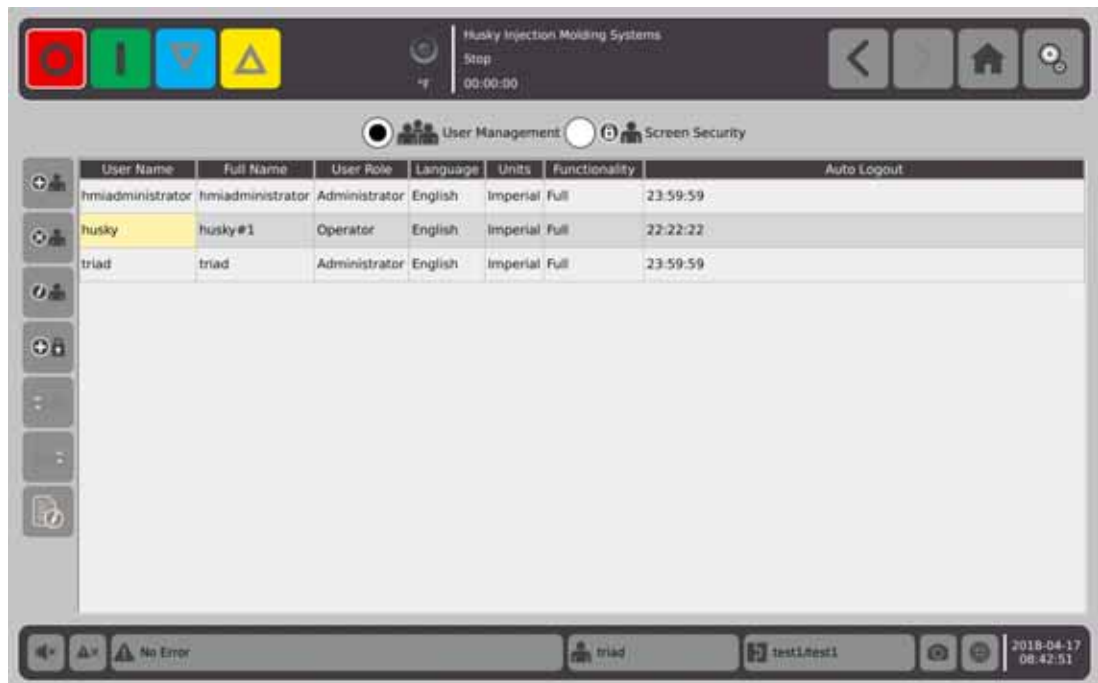 Husky Injection Molding Systems
Stop
°F 00:00:00
User Management Screen Security
User Name Full Name User Role Language Units Functionality Auto Logout
hmiadministrator hmiadministrator Administrator English Imperial Full 23:59:59
husky husky#1 Operator English Imperial Full 22:22:22
triad triad Administrator English Imperial Full 23:59:59
No Error triad test1/test1 2018-04-17
08:42:51